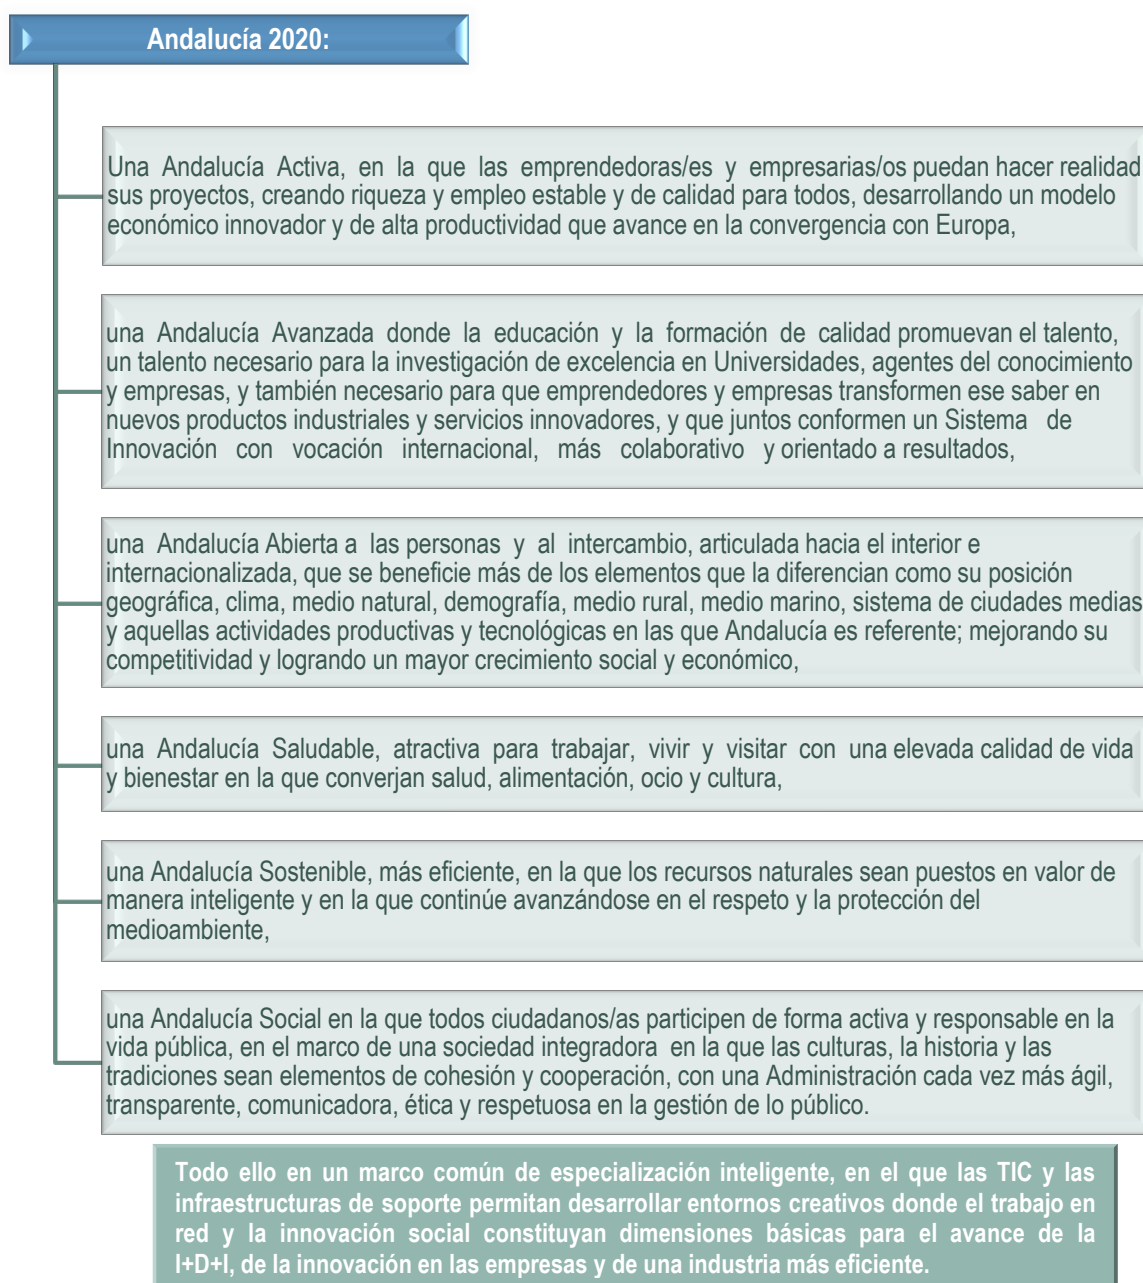 Andalucía 2020:
Una Andalucía Activa, en la que las emprendedoras/es y empresarias/os puedan hacer realidad
sus proyectos, creando riqueza y empleo estable y de calidad para todos, desarrollando un modelo
económico innovador y de alta productividad que avance en la convergencia con Europa,
una Andalucía Avanzada donde la educación y la formación de calidad promuevan el talento,
un talento necesario para la investigación de excelencia en Universidades, agentes del conocimiento
y empresas, y también necesario para que emprendedores y empresas transformen ese saber en
nuevos productos industriales y servicios innovadores, y que juntos conformen un Sistema de
Innovación con vocación internacional, más colaborativo y orientado a resultados,
una Andalucía Abierta a las personas y al intercambio, articulada hacia el interior e
internacionalizada, que se beneficie más de los elementos que la diferencian como su posición
geográfica, clima, medio natural, demografía, medio rural, medio marino, sistema de ciudades medias
y aquellas actividades productivas y tecnológicas en las que Andalucía es referente; mejorando su
competitividad y logrando un mayor crecimiento social y económico,
una Andalucía Saludable, atractiva para trabajar, vivir y visitar con una elevada calidad de vida
y bienestar en la que converjan salud, alimentación, ocio y cultura,
una Andalucía Sostenible, más eficiente, en la que los recursos naturales sean puestos en valor de
manera inteligente y en la que continúe avanzándose en el respeto y la protección del
medioambiente,
una Andalucía Social en la que todos ciudadanos/as participen de forma activa y responsable en la
vida pública, en el marco de una sociedad integradora en la que las culturas, la historia y las
tradiciones sean elementos de cohesión y cooperación, con una Administración cada vez más ágil,
transparente, comunicadora, ética y respetuosa en la gestión de lo público.
Todo ello en un marco común de especialización inteligente, en el que las TIC y las
infraestructuras de soporte permitan desarrollar entornos creativos donde el trabajo en
red y la innovación social constituyan dimensiones básicas para el avance de la
I+D+I, de la innovación en las empresas y de una industria más eficiente.